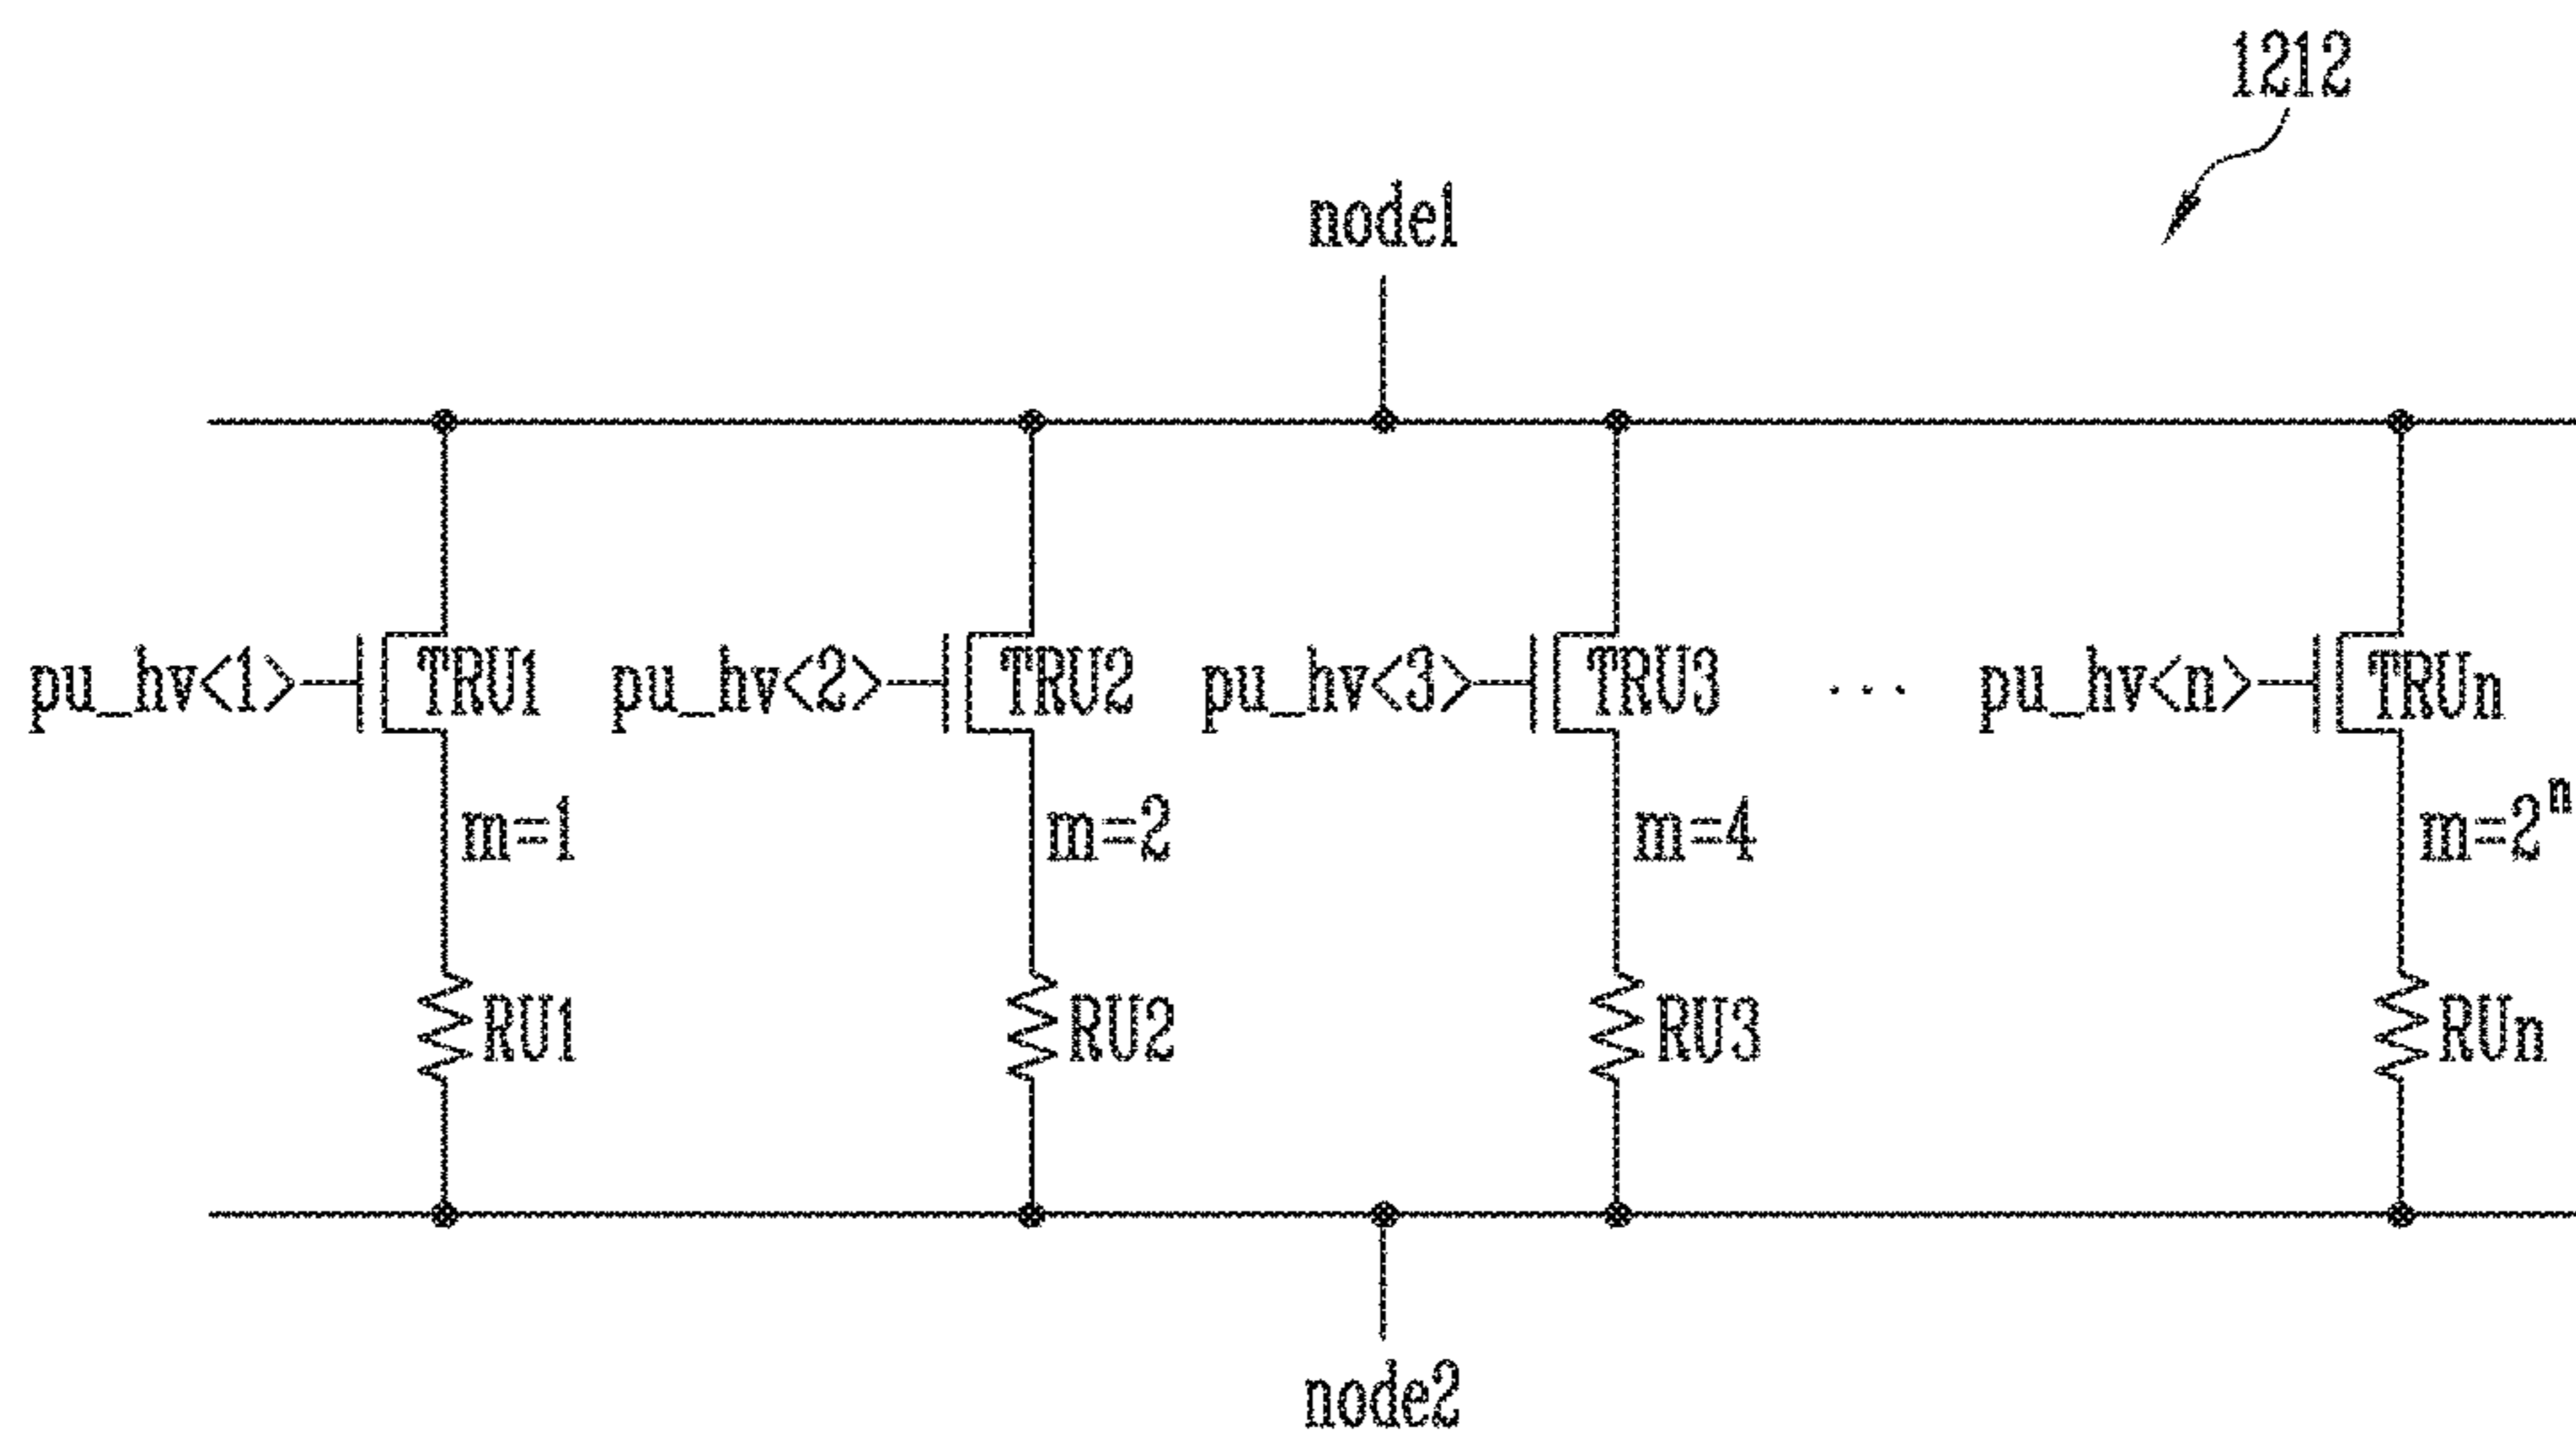 1212
node1
pu_hv<1> TRU1 pu_hv<2> TRU2 pu_hv<3> TRU3 ... pu_hv<n> TRUn
m=1 m=2 m=4 m=2ⁿ
RU1 RU2 RU3 RUn
node2